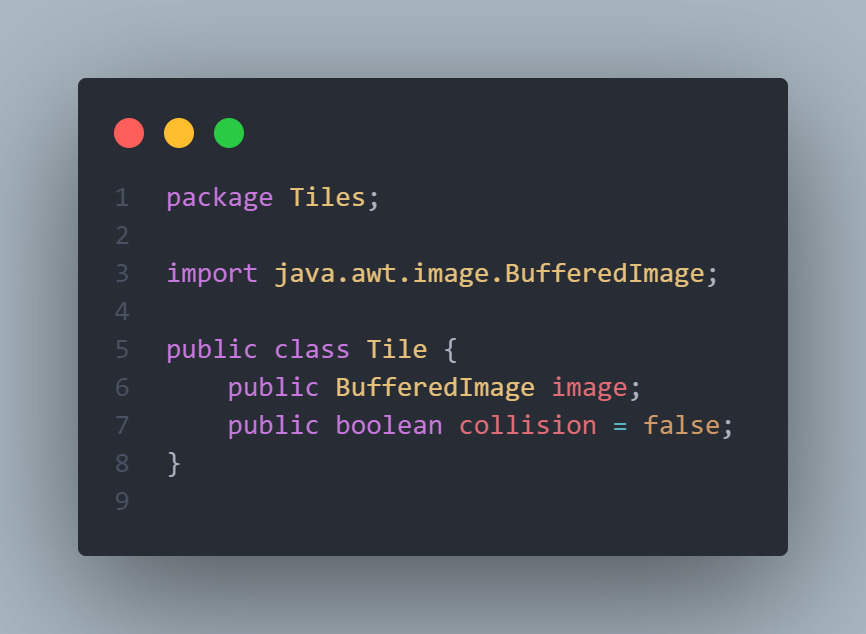 1 package Tiles;
2
3 import java.awt.image.BufferedImage;
4
5 public class Tile {
6     public BufferedImage image;
7     public boolean collision = false;
8 }
9